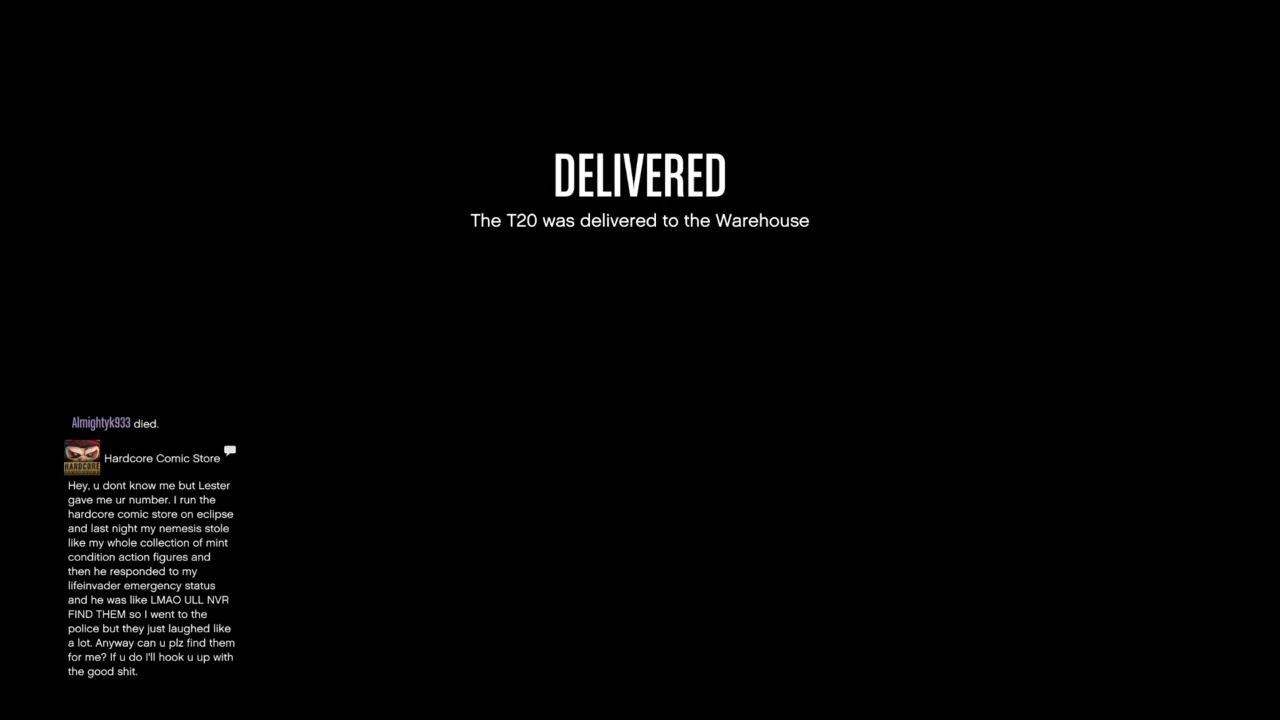 DELIVERED
The T20 was delivered to the Warehouse
Almightyk933 died.
HARDCORE
Hardcore Comic Store
Hey, u dont know me but Lester
gave me ur number. I run the
hardcore comic store on eclipse
and last night my nemesis stole
like my whole collection of mint
condition action figures and
then he responded to my
lifeinvader emergency status
and he was like LMAO ULL NVR
FIND THEM so I went to the
police but they just laughed like
a lot. Anyway can u plz find them
for me? If u do I'll hook u up with
the good shit.